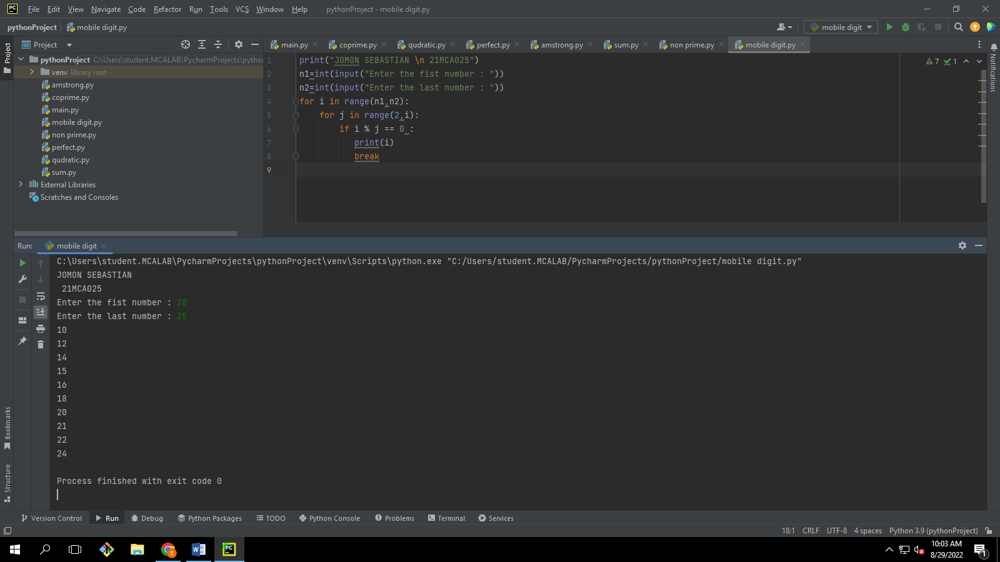 PC File Edit View Navigate Code Refactor Run Tools VCS Window Help pythonProject - mobile digit.py
pythonProject mobile digit.py mobile digit
Project
Project
main.py coprime.py qudratic.py perfect.py amstrong.py sum.py non prime.py mobile digit.py
Notifications
pythonProject C:\Users\student.MCALAB\PycharmProjects\pytho
venv library root
amstrong.py
coprime.py
main.py
mobile digit.py
non prime.py
perfect.py
qudratic.py
sum.py
External Libraries
Scratches and Consoles
7 1
1 print("JOMON SEBASTIAN \n 21MCA025")
2 n1=int(input("Enter the fist number : "))
3 n2=int(input("Enter the last number : "))
4 for i in range(n1,n2):
5 for j in range(2,i):
6 if i % j == 0 :
7 print(i)
8 break
9
Run: mobile digit
C:\Users\student.MCALAB\PycharmProjects\pythonProject\venv\Scripts\python.exe "C:/Users/student.MCALAB/PycharmProjects/pythonProject/mobile digit.py"
JOMON SEBASTIAN
21MCA025
Enter the fist number : 10
Enter the last number : 25
10
12
14
15
16
18
20
21
22
24
Process finished with exit code 0
Bookmarks
Structure
Version Control Run Debug Python Packages TODO Python Console Problems Terminal Services
18:1 CRLF UTF-8 4 spaces Python 3.9 (pythonProject)
S W PC
10:03 AM
8/29/2022
1